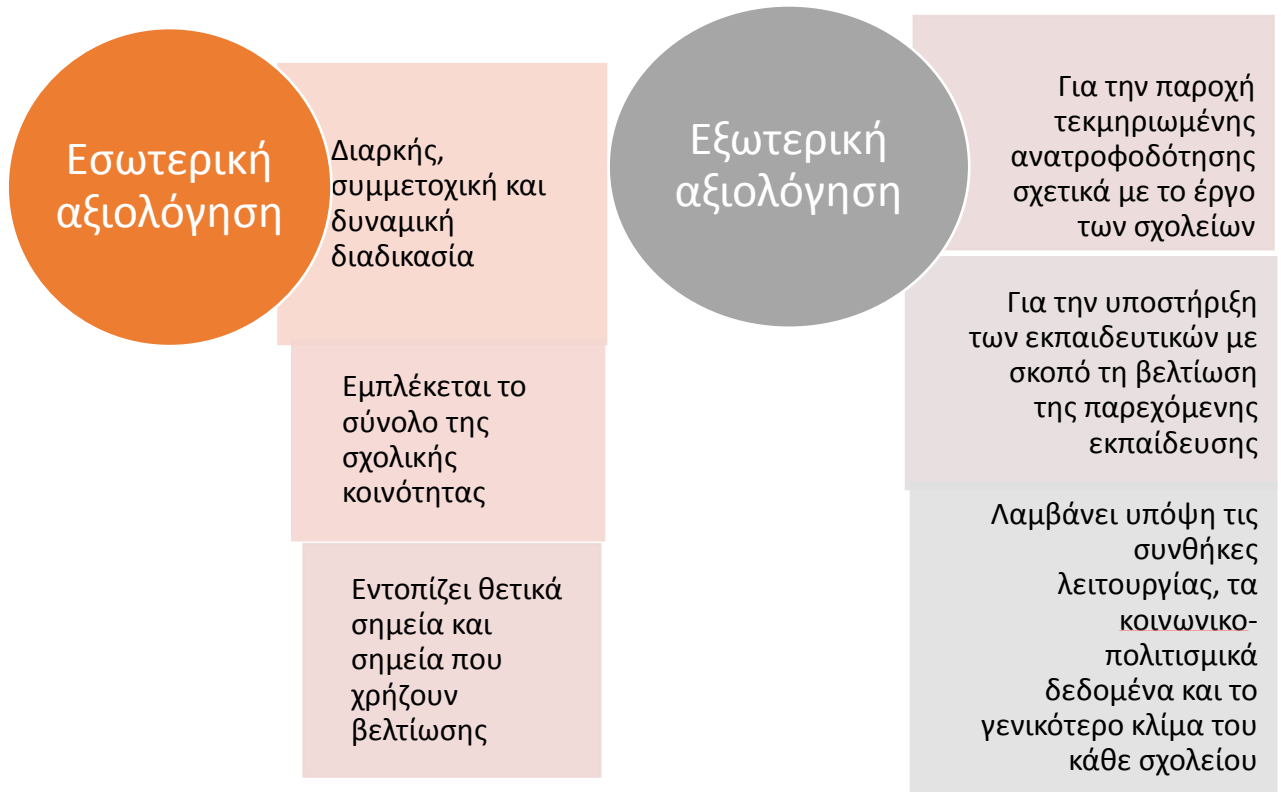 Εσωτερική
αξιολόγηση
Διαρκής,
συμμετοχική και
δυναμική
διαδικασία
Εμπλέκεται το
σύνολο της
σχολικής
κοινότητας
Εντοπίζει θετικά
σημεία και
σημεία που
χρήζουν
βελτίωσης
Εξωτερική
αξιολόγηση
Για την παροχή
τεκμηριωμένης
ανατροφοδότησης
σχετικά με το έργο
των σχολείων
Για την υποστήριξη
των εκπαιδευτικών με
σκοπό τη βελτίωση
της παρεχόμενης
εκπαίδευσης
Λαμβάνει υπόψη τις
συνθήκες
λειτουργίας, τα
κοινωνικο-
πολιτισμικά
δεδομένα και το
γενικότερο κλίμα του
κάθε σχολείου